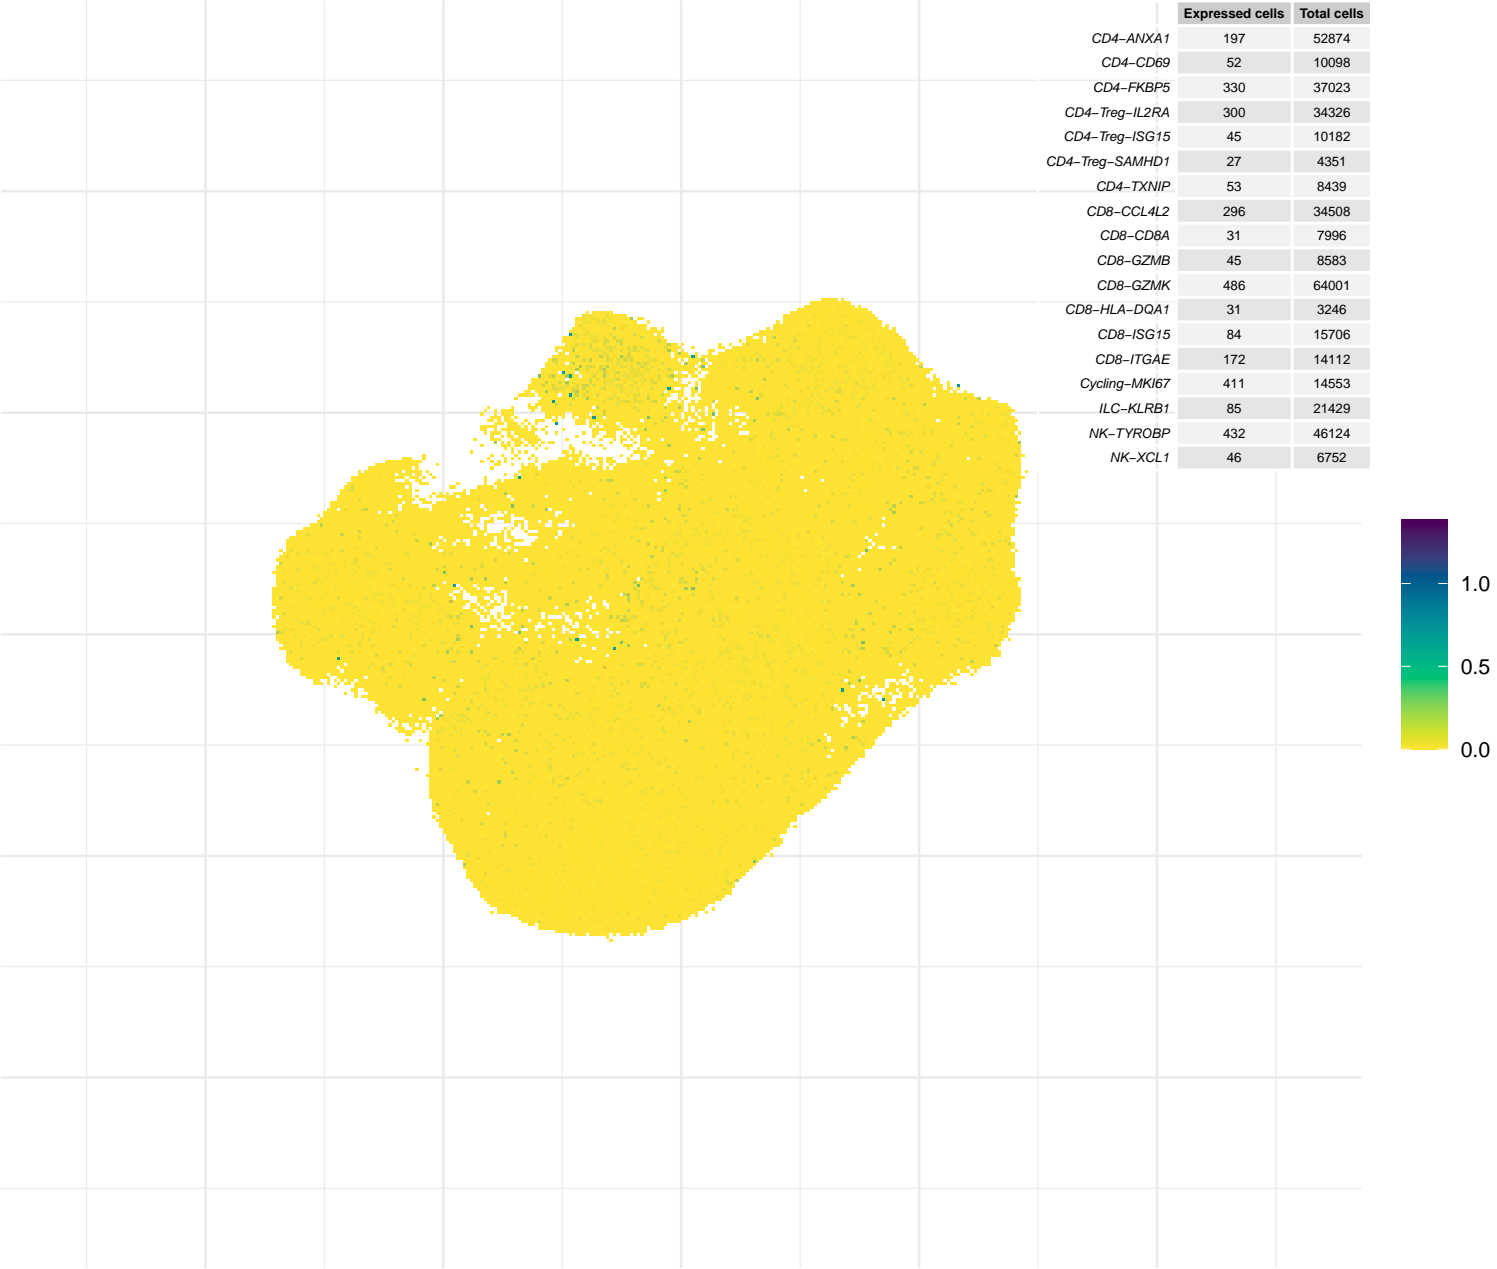 Expressed cells Total cells
CD4−ANXA1 197 52874
CD4−CD69 52 10098
CD4−FKBP5 330 37023
CD4−Treg−IL2RA 300 34326
CD4−Treg−ISG15 45 10182
CD4−Treg−SAMHD1 27 4351
CD4−TXNIP 53 8439
CD8−CCL4L2 296 34508
CD8−CD8A 31 7996
CD8−GZMB 45 8583
CD8−GZMK 486 64001
CD8−HLA−DQA1 31 3246
CD8−ISG15 84 15706
CD8−ITGAE 172 14112
Cycling−MKI67 411 14553
ILC−KLRB1 85 21429
NK−TYROBP 432 46124
NK−XCL1 46 6752
1.0
0.5
0.0